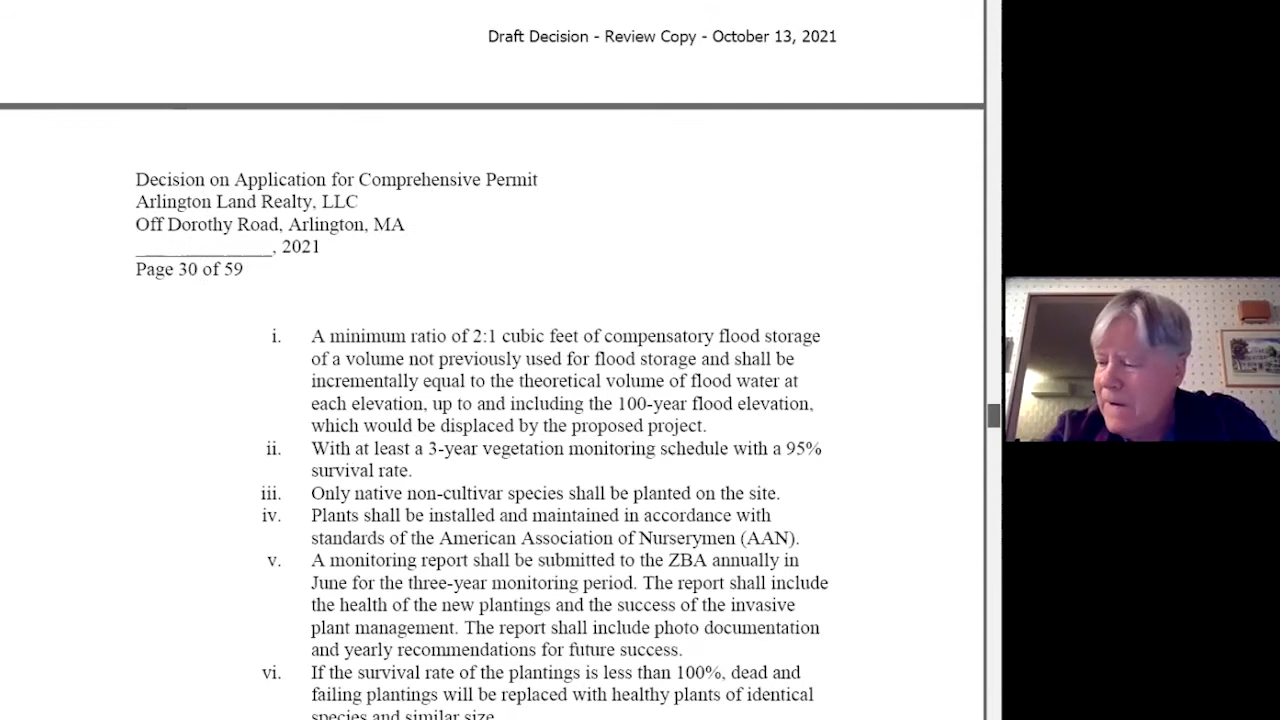 Draft Decision - Review Copy - October 13, 2021
Decision on Application for Comprehensive Permit
Arlington Land Realty, LLC
Off Dorothy Road, Arlington, MA
_______________, 2021
Page 30 of 59
i. A minimum ratio of 2:1 cubic feet of compensatory flood storage
of a volume not previously used for flood storage and shall be
incrementally equal to the theoretical volume of flood water at
each elevation, up to and including the 100-year flood elevation,
which would be displaced by the proposed project.
ii. With at least a 3-year vegetation monitoring schedule with a 95%
survival rate.
iii. Only native non-cultivar species shall be planted on the site.
iv. Plants shall be installed and maintained in accordance with
standards of the American Association of Nurserymen (AAN).
v. A monitoring report shall be submitted to the ZBA annually in
June for the three-year monitoring period. The report shall include
the health of the new plantings and the success of the invasive
plant management. The report shall include photo documentation
and yearly recommendations for future success.
vi. If the survival rate of the plantings is less than 100%, dead and
failing plantings will be replaced with healthy plants of identical
species and similar size.